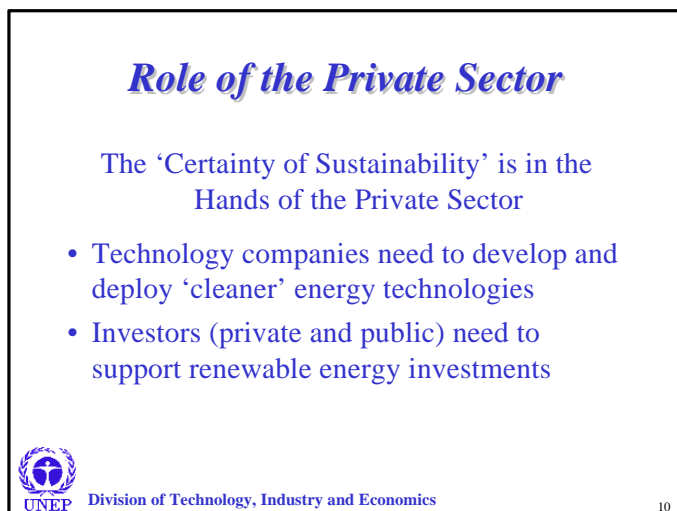 Role of the Private Sector
The ‘Certainty of Sustainability’ is in the
Hands of the Private Sector
• Technology companies need to develop and
deploy ‘cleaner’ energy technologies
• Investors (private and public) need to
support renewable energy investments
UNEP Division of Technology, Industry and Economics
10